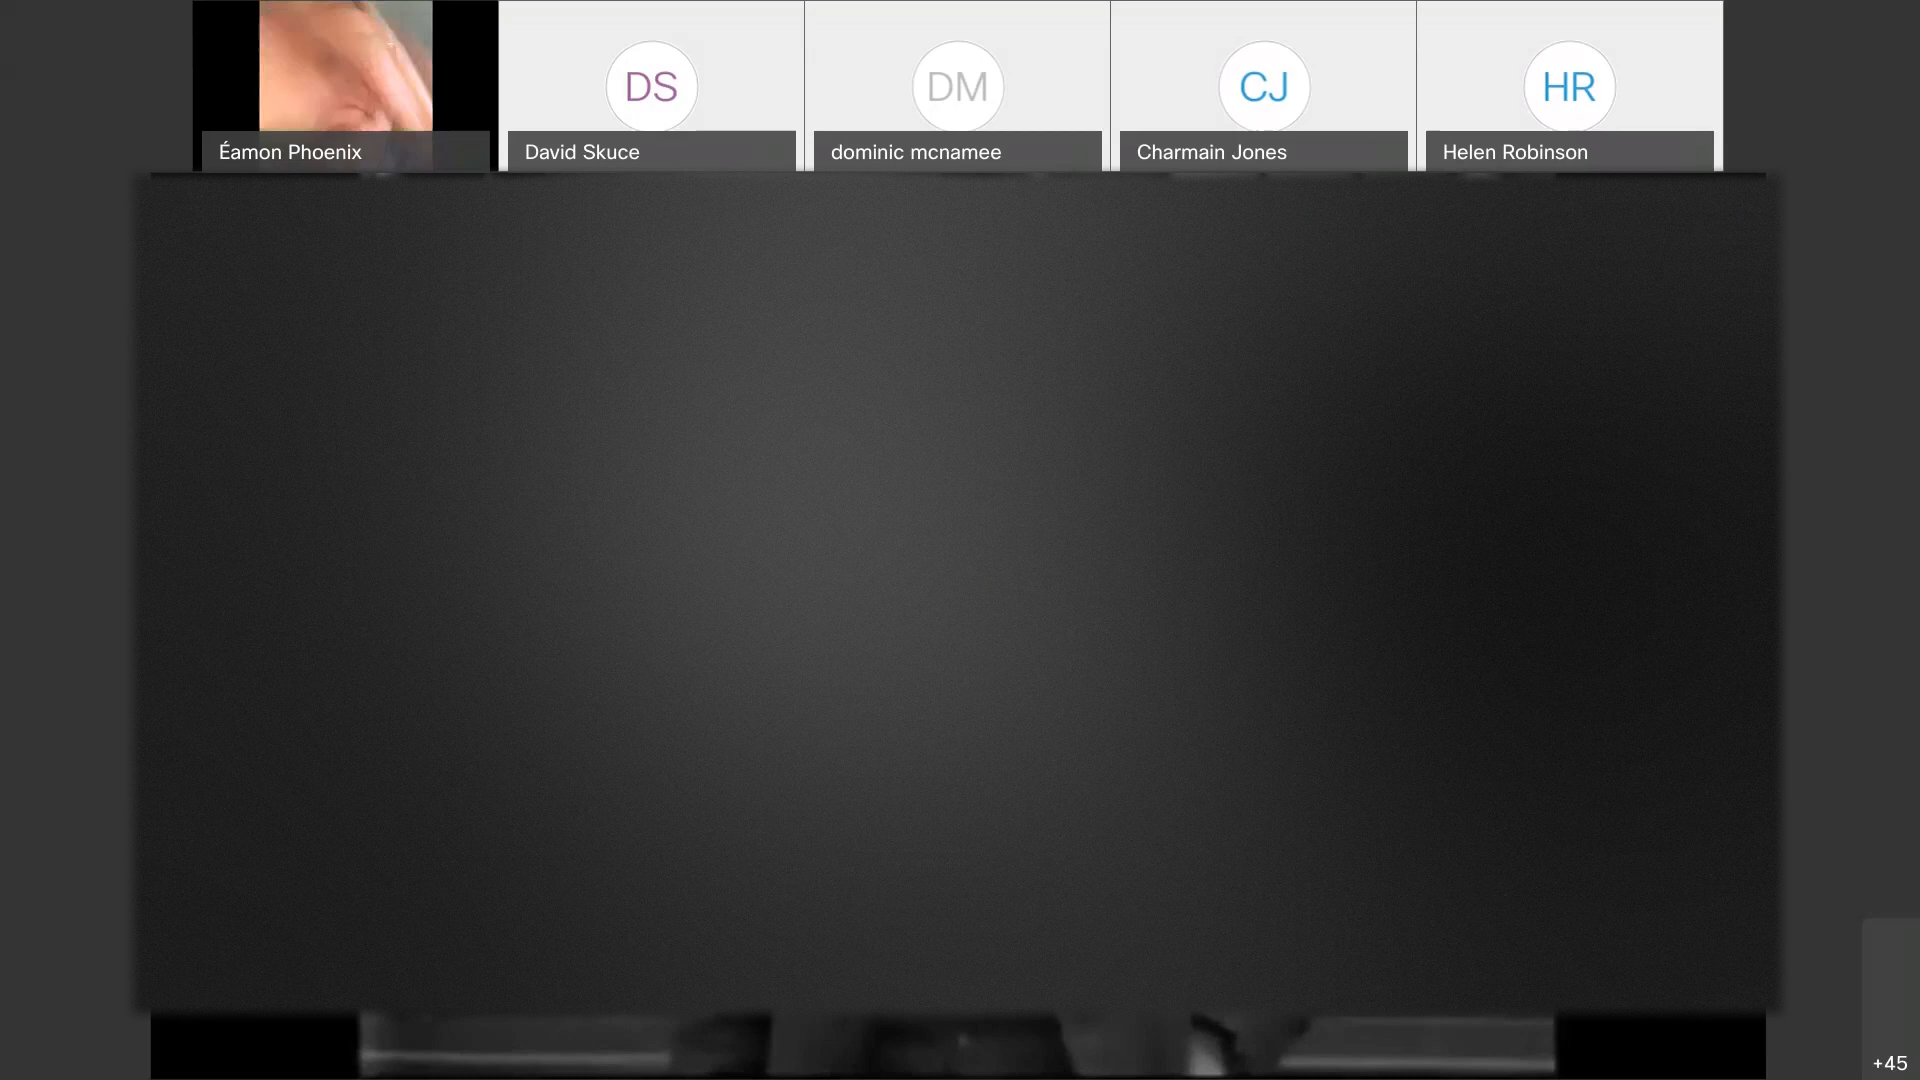 DS
DM
CJ
HR
Éamon Phoenix
David Skuce
dominic mcnamee
Charmain Jones
Helen Robinson
+45